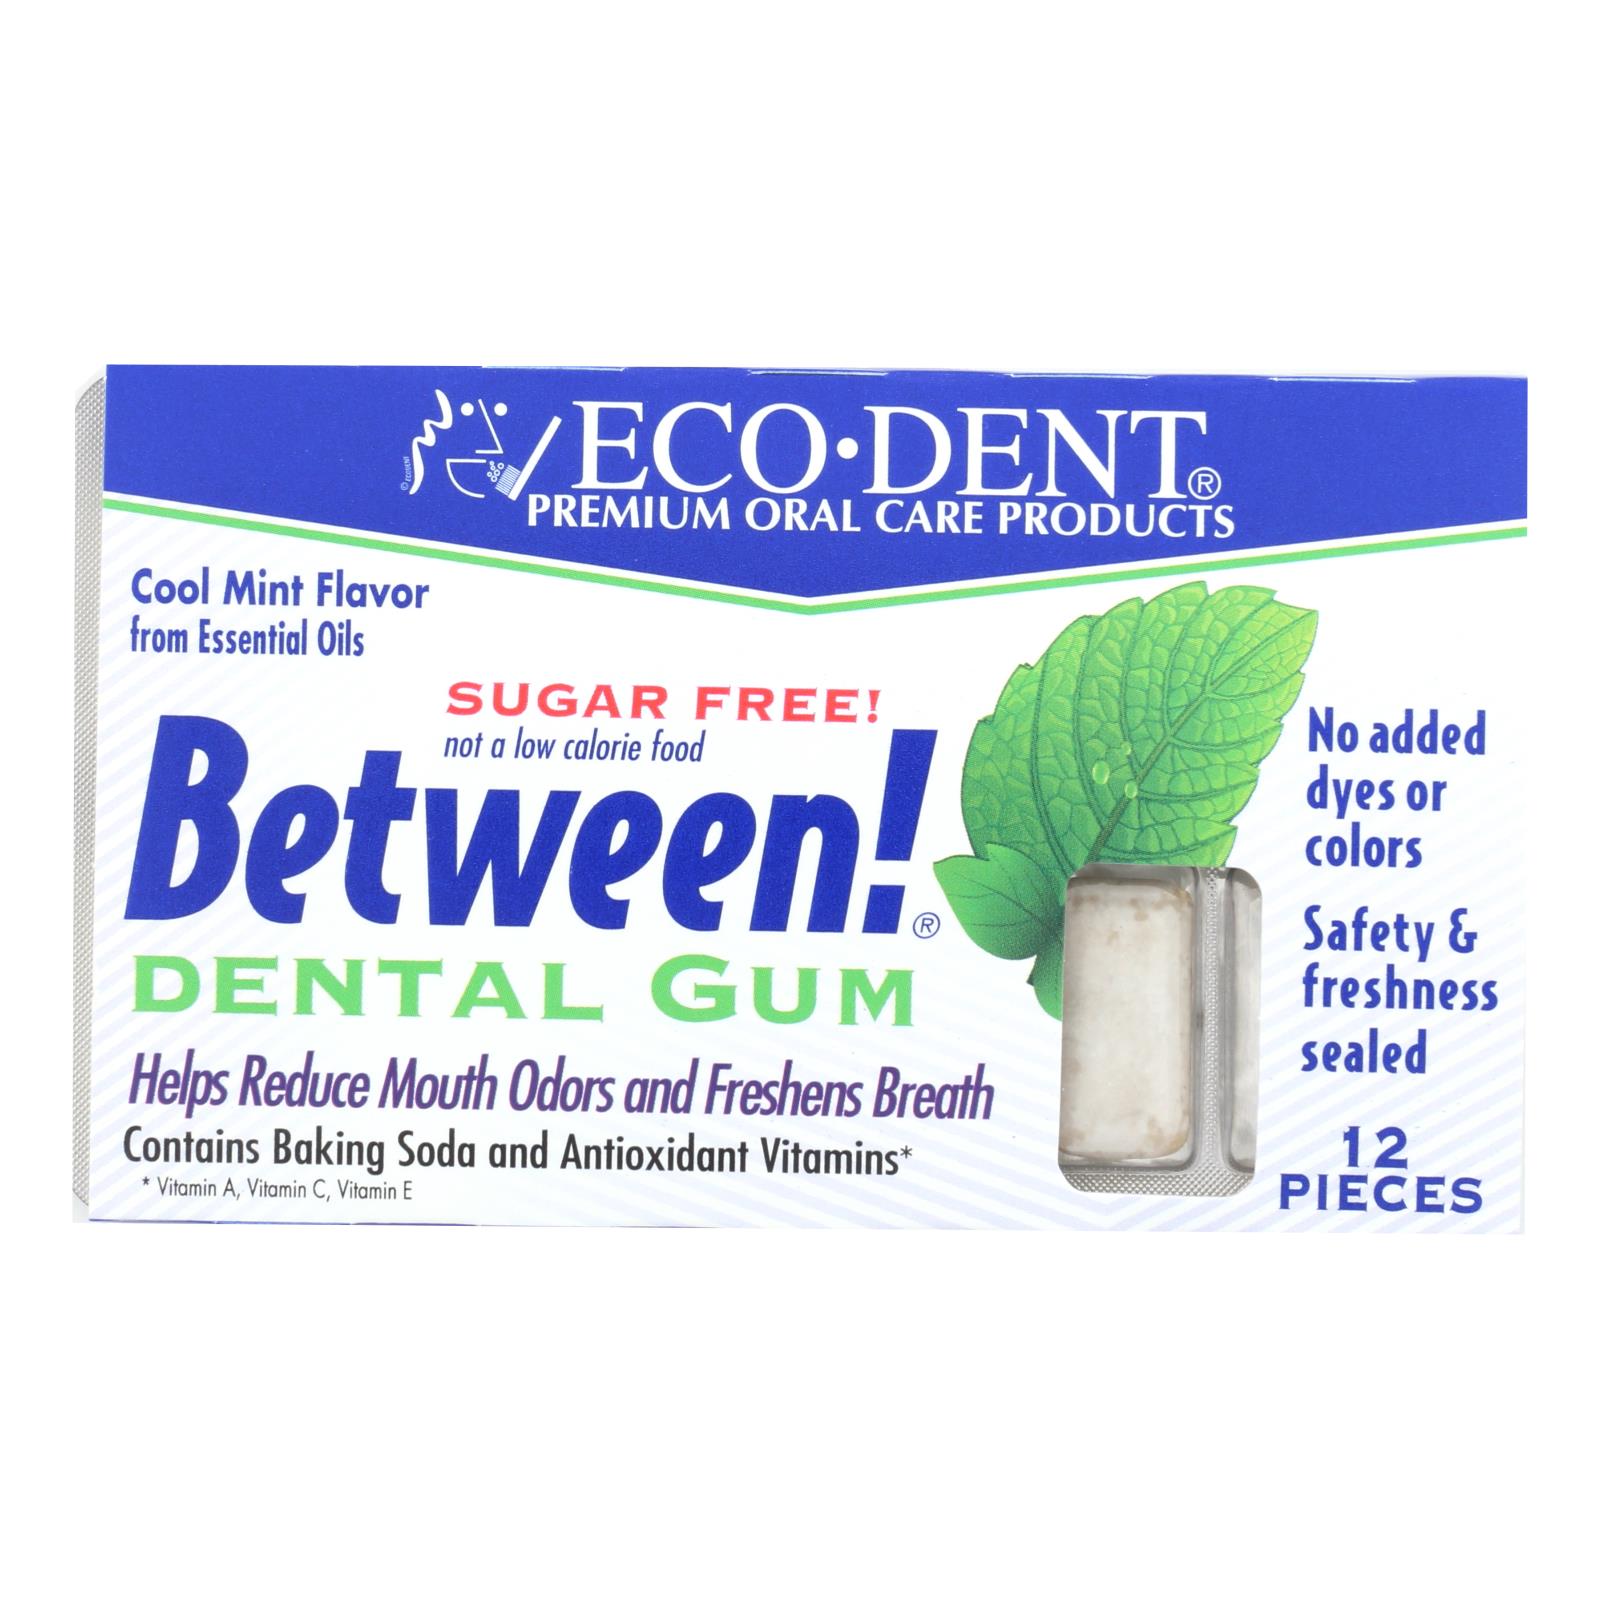 © ECODENT
ECO•DENT®
PREMIUM ORAL CARE PRODUCTS
Cool Mint Flavor
from Essential Oils
SUGAR FREE!
not a low calorie food
Between!®
DENTAL GUM
Helps Reduce Mouth Odors and Freshens Breath
Contains Baking Soda and Antioxidant Vitamins*
* Vitamin A, Vitamin C, Vitamin E
No added
dyes or
colors
Safety &
freshness
sealed
12
PIECES